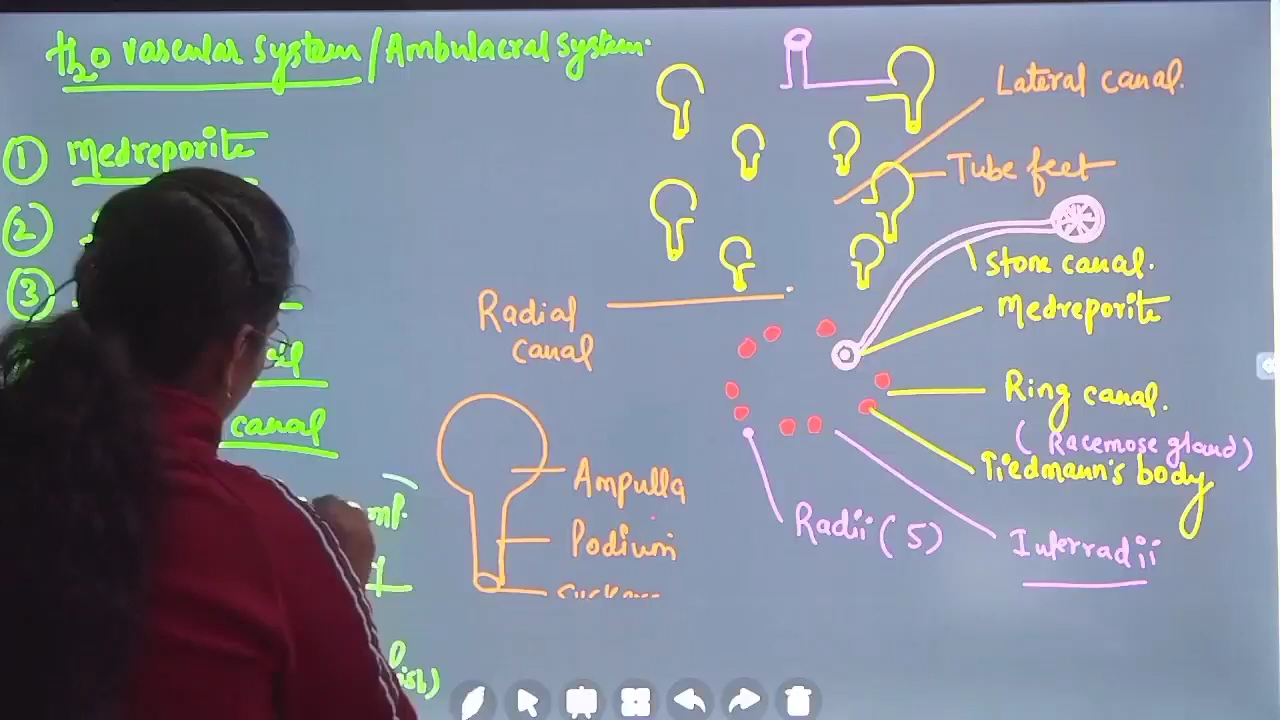 H2O vascular system / Ambulacral system.
① Medreporite
②
③
canal
Lateral canal.
Tube feet
Stone canal.
Medreporite
Radial
canal
Ring canal.
( Racemose gland)
Tiedmann's body
Ampulla
Podium
Radii ( 5 )
Interradii